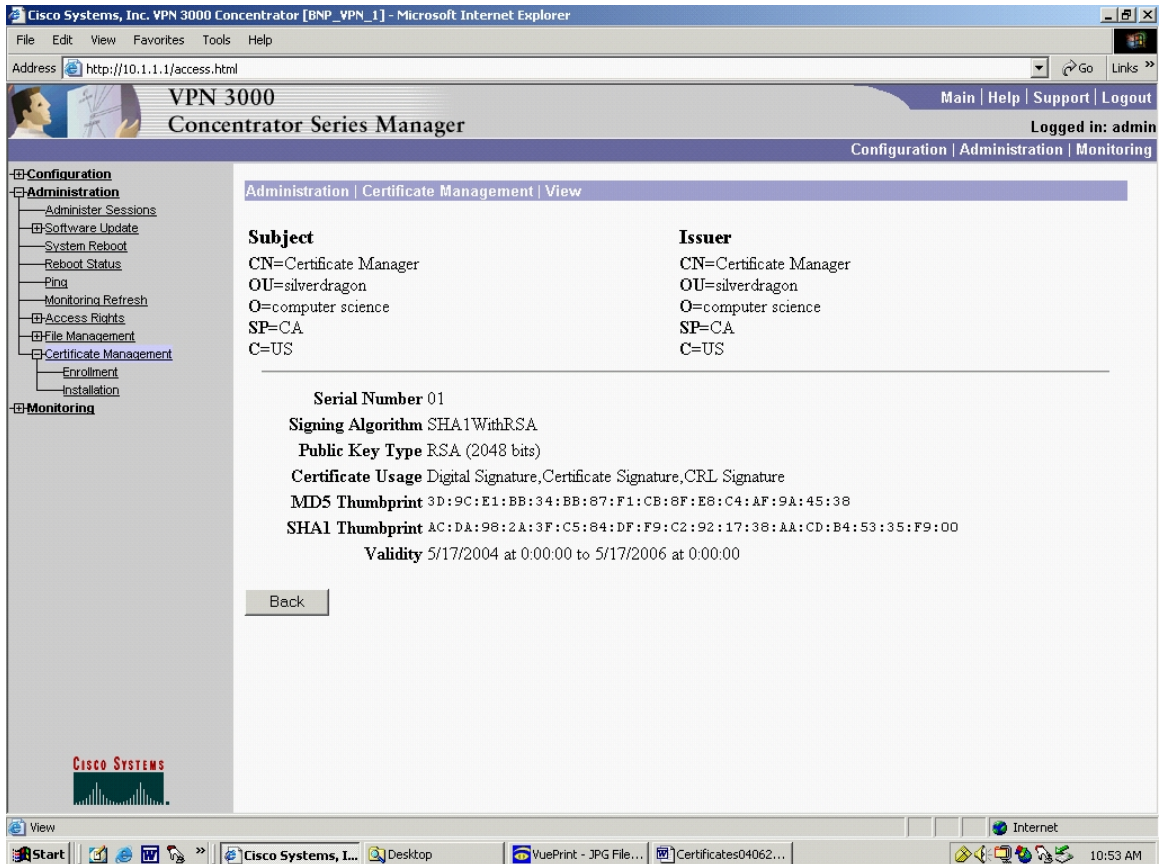 Cisco Systems, Inc. VPN 3000 Concentrator [BNP_VPN_1] - Microsoft Internet Explorer
File Edit View Favorites Tools Help
Address http://10.1.1.1/access.html Go Links »
VPN 3000
Concentrator Series Manager
Main | Help | Support | Logout
Logged in: admin
Configuration | Administration | Monitoring
Configuration
Administration
Administer Sessions
Software Update
System Reboot
Reboot Status
Ping
Monitoring Refresh
Access Rights
File Management
Certificate Management
Enrollment
Installation
Monitoring
Administration | Certificate Management | View
Subject
CN=Certificate Manager
OU=silverdragon
O=computer science
SP=CA
C=US
Issuer
CN=Certificate Manager
OU=silverdragon
O=computer science
SP=CA
C=US
Serial Number 01
Signing Algorithm SHA1WithRSA
Public Key Type RSA (2048 bits)
Certificate Usage Digital Signature,Certificate Signature,CRL Signature
MD5 Thumbprint 3D:9C:E1:BB:34:BB:87:F1:CB:8F:E8:C4:AF:9A:45:38
SHA1 Thumbprint AC:DA:98:2A:3F:C5:84:DF:F9:C2:92:17:38:AA:CD:B4:53:35:F9:00
Validity 5/17/2004 at 0:00:00 to 5/17/2006 at 0:00:00
Back
CISCO SYSTEMS
View Internet
Start » Cisco Systems, I... Desktop VuePrint - JPG File... Certificates04062... 10:53 AM